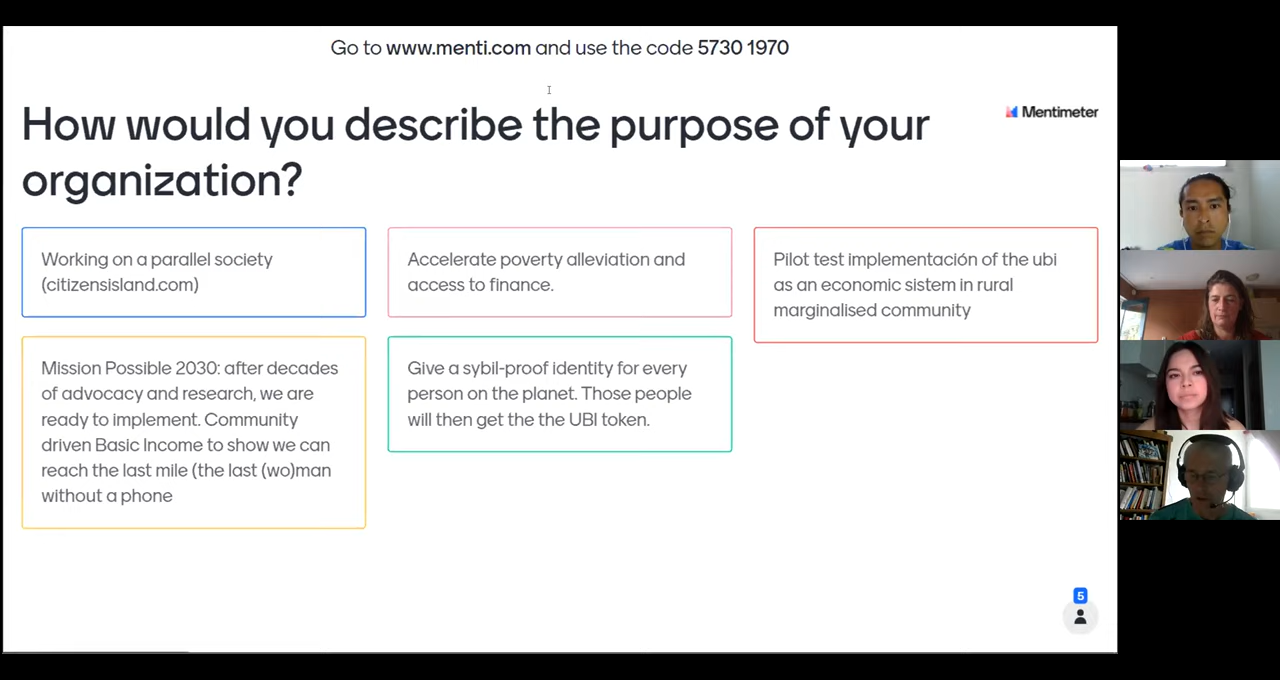 Go to www.menti.com and use the code 5730 1970
How would you describe the purpose of your
organization?
Mentimeter
Working on a parallel society
(citizensisland.com)
Accelerate poverty alleviation and
access to finance.
Pilot test implementación of the ubi
as an economic sistem in rural
marginalised community
Mission Possible 2030: after decades
of advocacy and research, we are
ready to implement. Community
driven Basic Income to show we can
reach the last mile (the last (wo)man
without a phone
Give a sybil-proof identity for every
person on the planet. Those people
will then get the the UBI token.
5